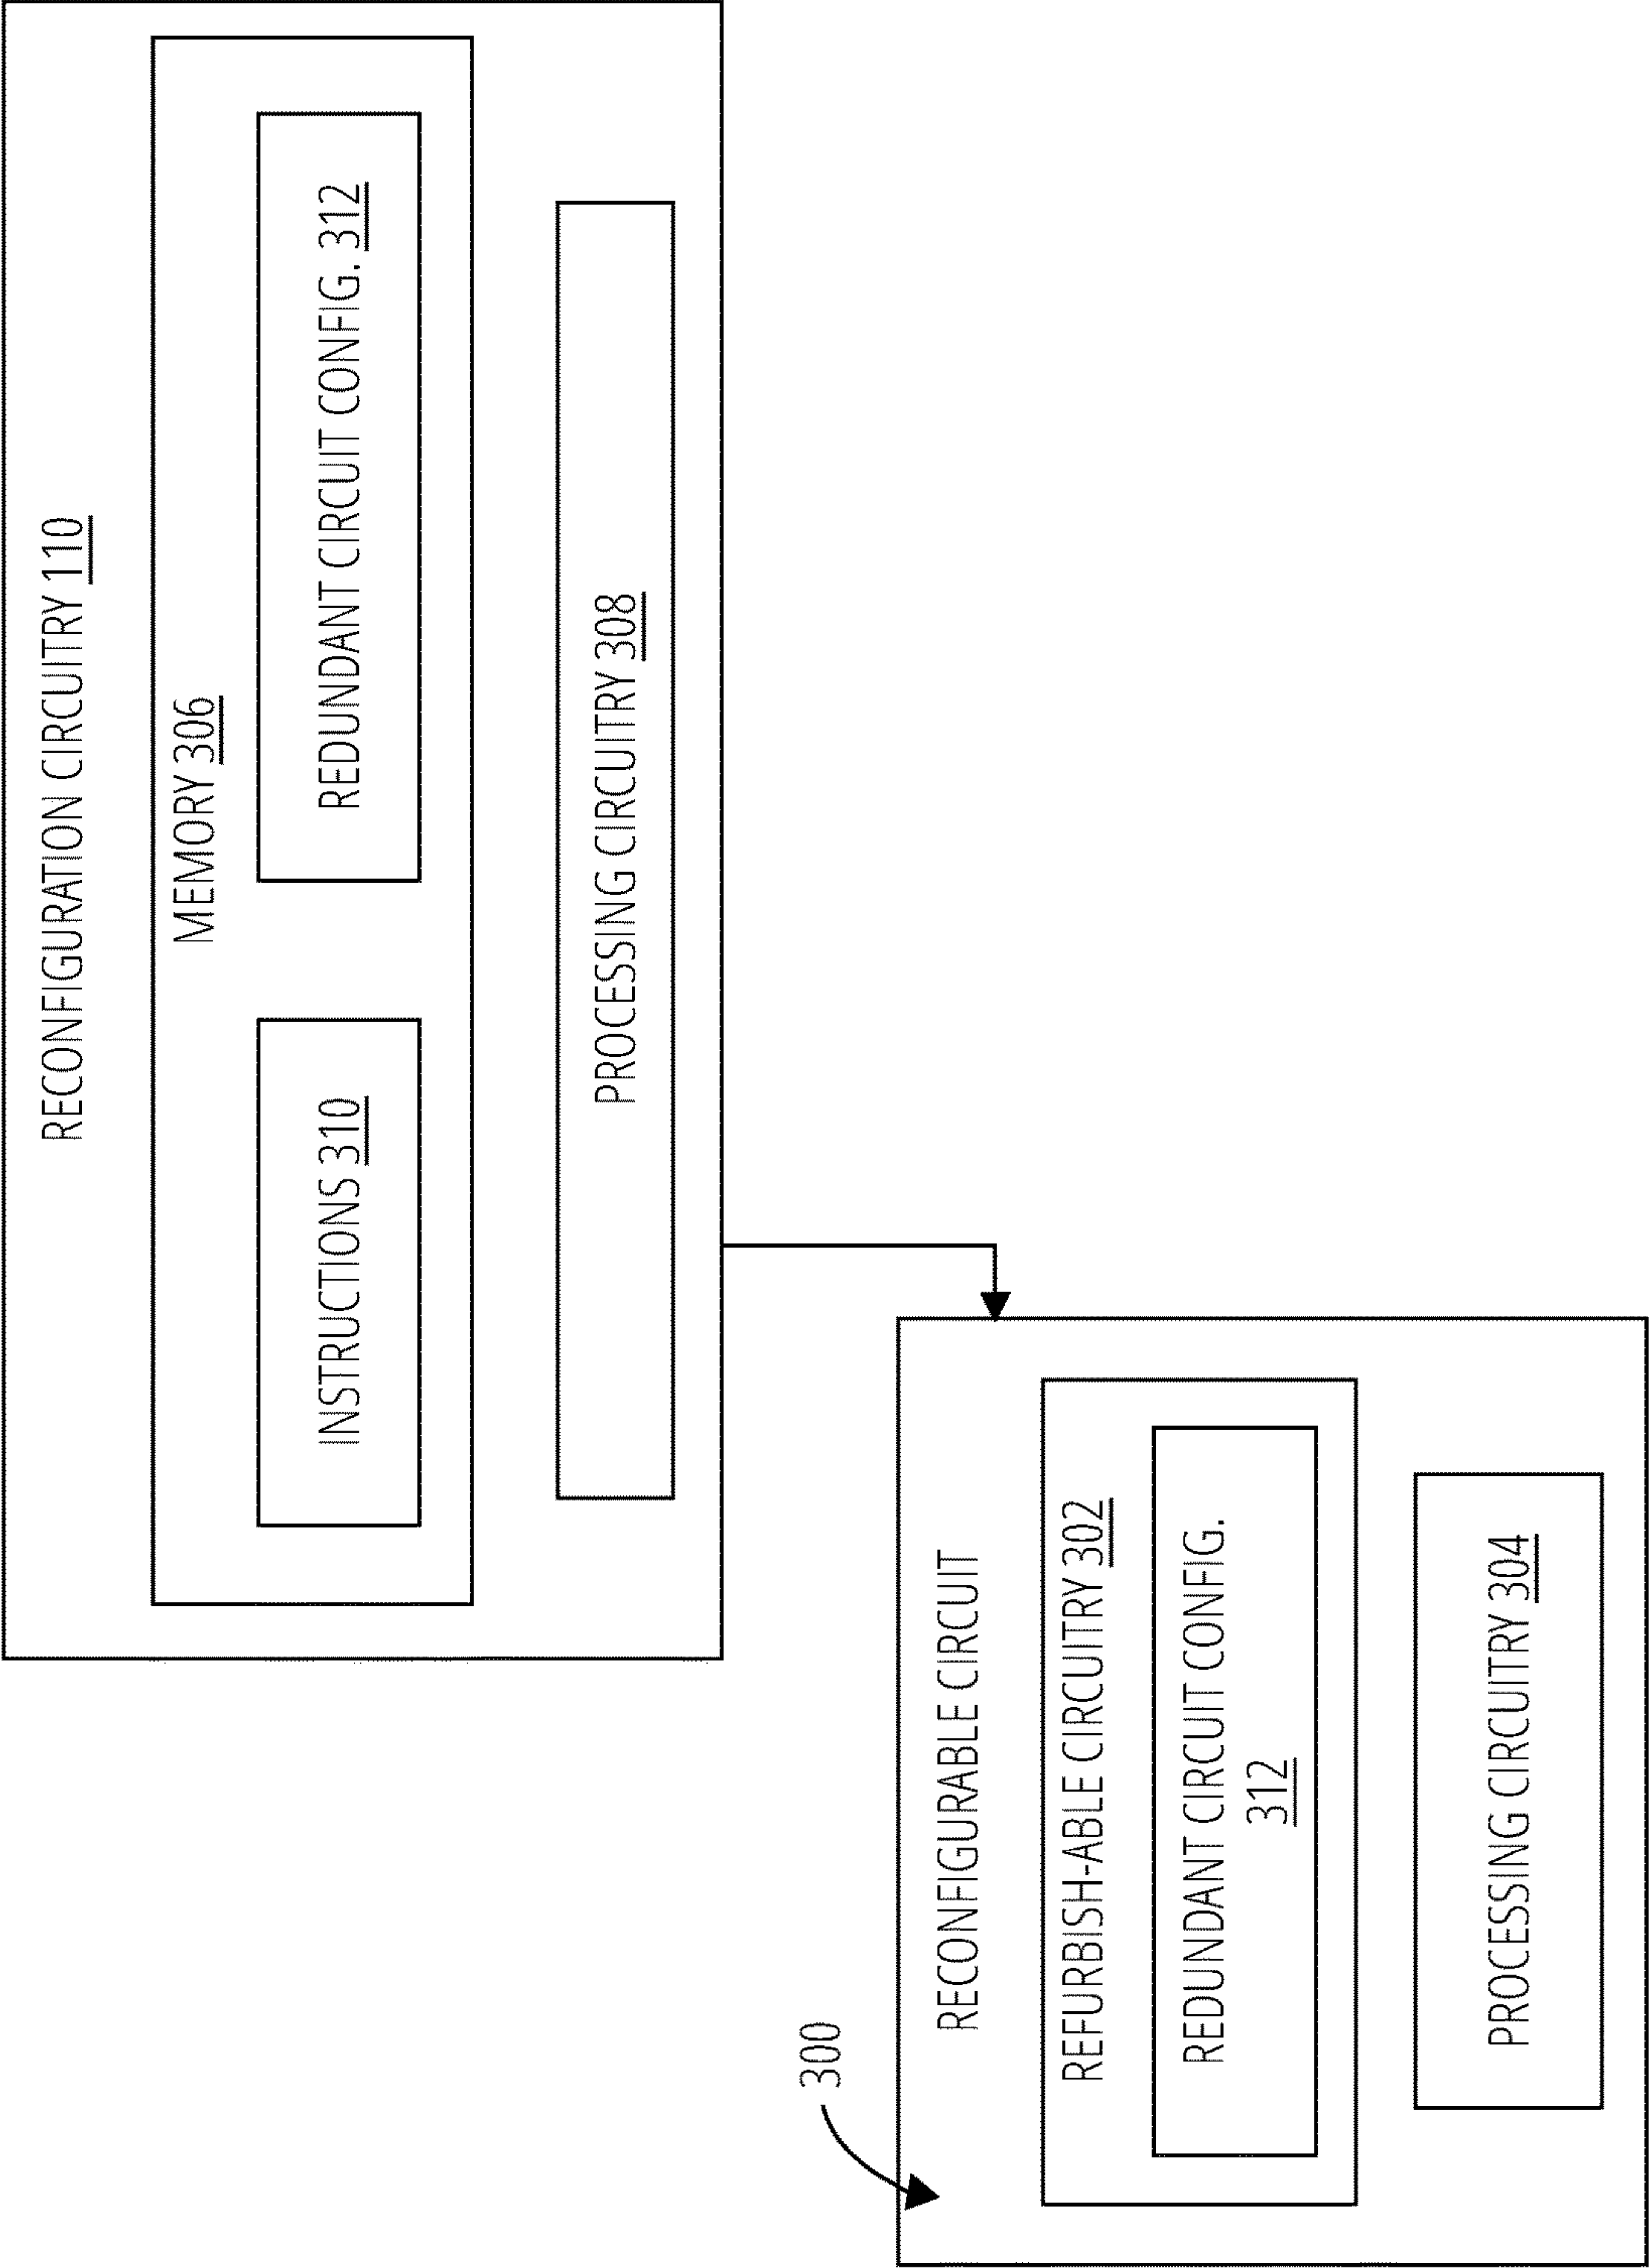 RECONFIGURATION CIRCUITRY 110
MEMORY 306
INSTRUCTIONS 310
REDUNDANT CIRCUIT CONFIG. 312
PROCESSING CIRCUITRY 308
300
RECONFIGURABLE CIRCUIT
REFURBISH-ABLE CIRCUITRY 302
REDUNDANT CIRCUIT CONFIG.
312
PROCESSING CIRCUITRY 304